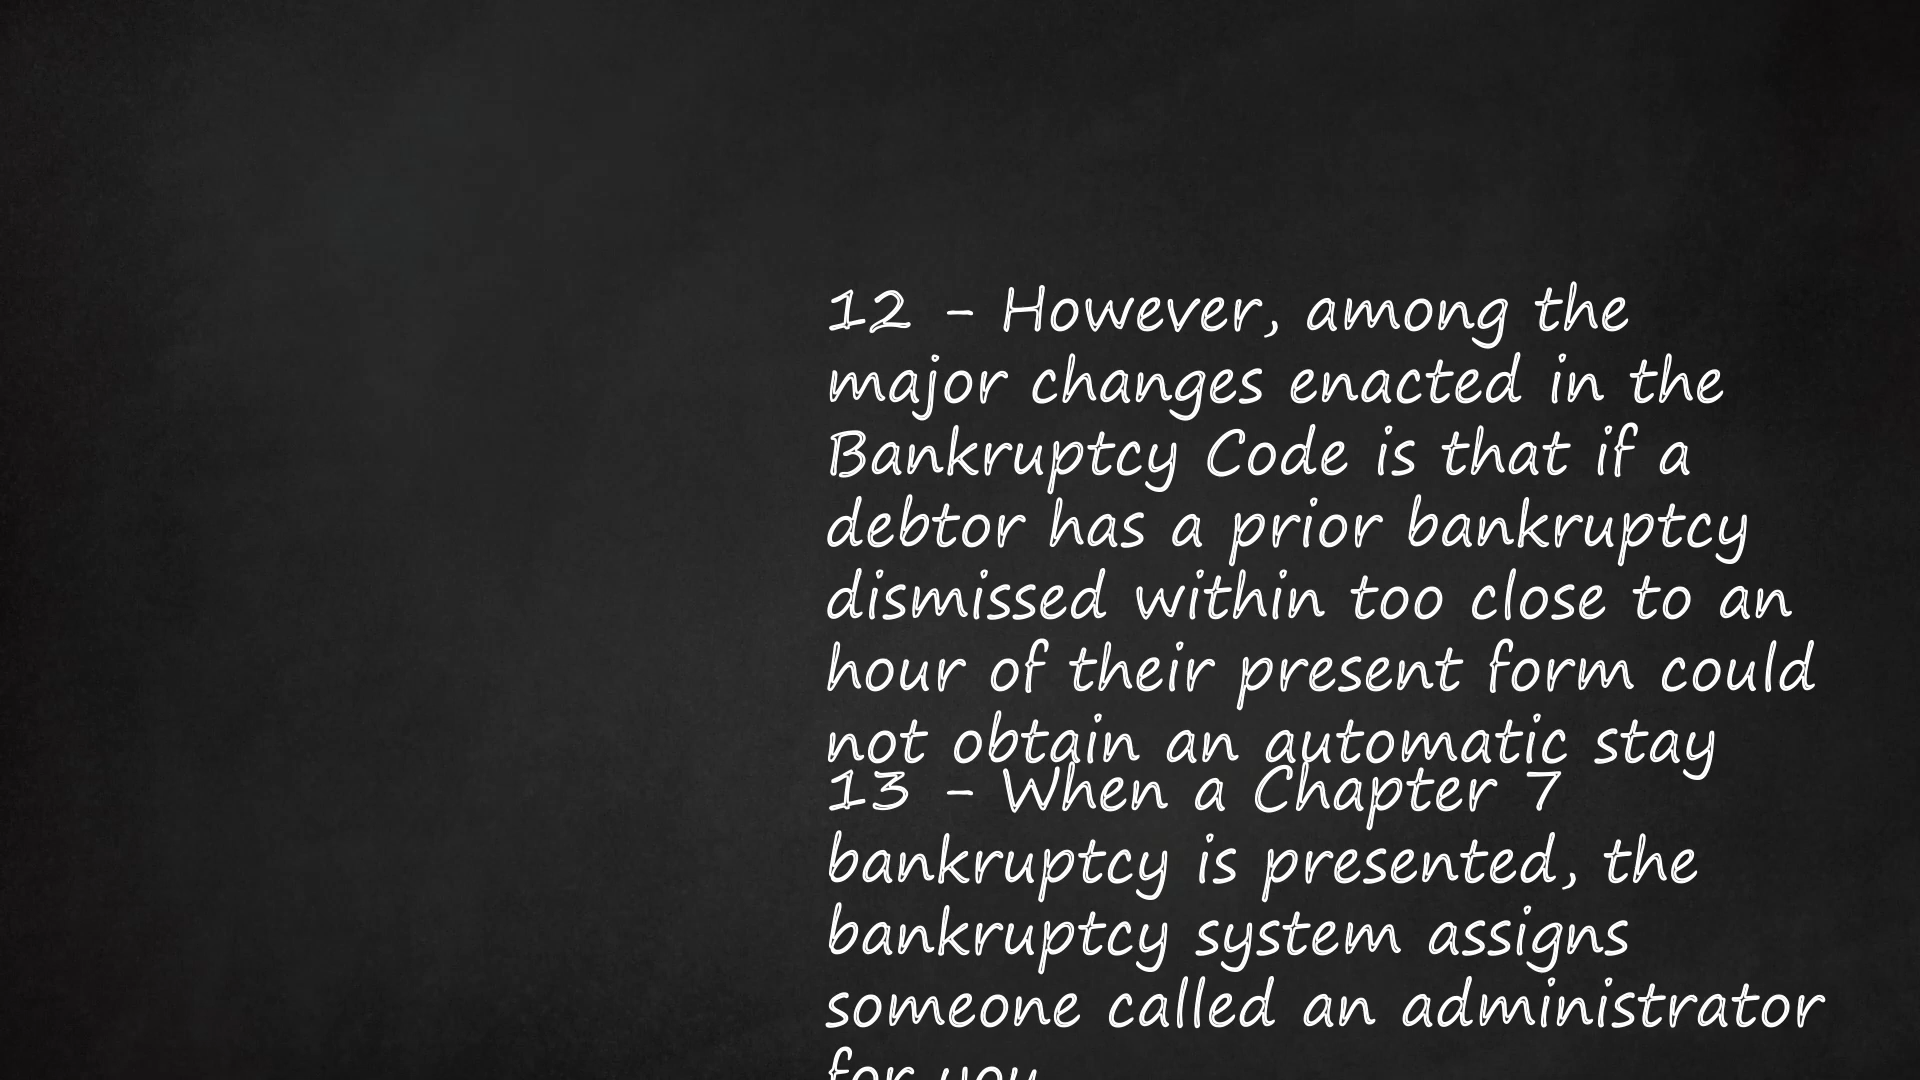 12 - However, among the
major changes enacted in the
Bankruptcy Code is that if a
debtor has a prior bankruptcy
dismissed within too close to an
hour of their present form could
not obtain an automatic stay
13 - When a Chapter 7
bankruptcy is presented, the
bankruptcy system assigns
someone called an administrator
for you